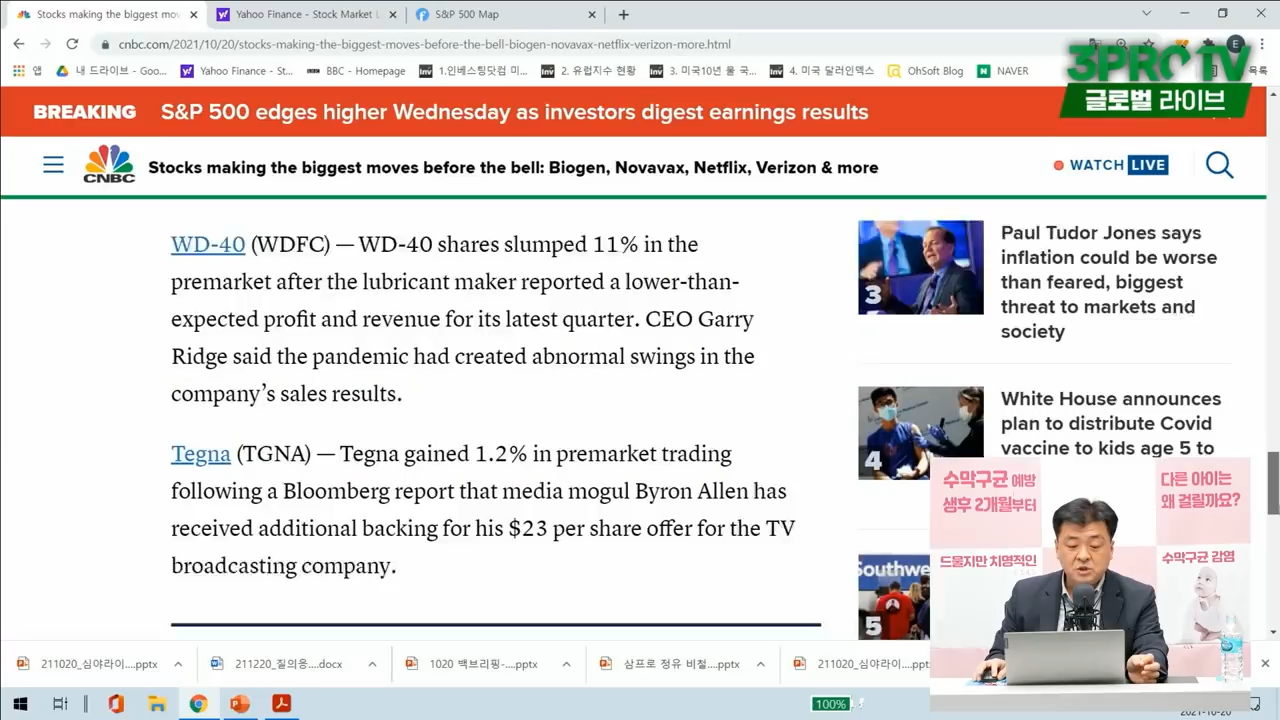 Stocks making the biggest mov
Yahoo Finance - Stock Market L
S&P 500 Map
cnbc.com/2021/10/20/stocks-making-the-biggest-moves-before-the-bell-biogen-novavax-netflix-verizon-more.html
앱
내 드라이브 - Goo...
Yahoo Finance - St...
BBC - Homepage
1.인베스팅닷컴 미...
2. 유럽지수 현황
3. 미국10년 물 국...
4. 미국 달러인덱스
OhSoft Blog
NAVER
목록
3PRO TV
글로벌 라이브
BREAKING S&P 500 edges higher Wednesday as investors digest earnings results
CNBC
Stocks making the biggest moves before the bell: Biogen, Novavax, Netflix, Verizon & more
WATCH LIVE
WD-40 (WDFC) — WD-40 shares slumped 11% in the
premarket after the lubricant maker reported a lower-than-
expected profit and revenue for its latest quarter. CEO Garry
Ridge said the pandemic had created abnormal swings in the
company's sales results.
Tegna (TGNA) — Tegna gained 1.2% in premarket trading
following a Bloomberg report that media mogul Byron Allen has
received additional backing for his $23 per share offer for the TV
broadcasting company.
3
Paul Tudor Jones says
inflation could be worse
than feared, biggest
threat to markets and
society
4
White House announces
plan to distribute Covid
vaccine to kids age 5 to
5
Southwe
수막구균 예방
생후 2개월부터
드물지만 치명적인
다른 아이는
왜 걸릴까요?
수막구균 감염
211020_심야라이....pptx
211220_질의응....docx
1020 백브리핑-....pptx
삼프로 정유 비철....pptx
211020_심야라이....ppt
100%
2021-10-20